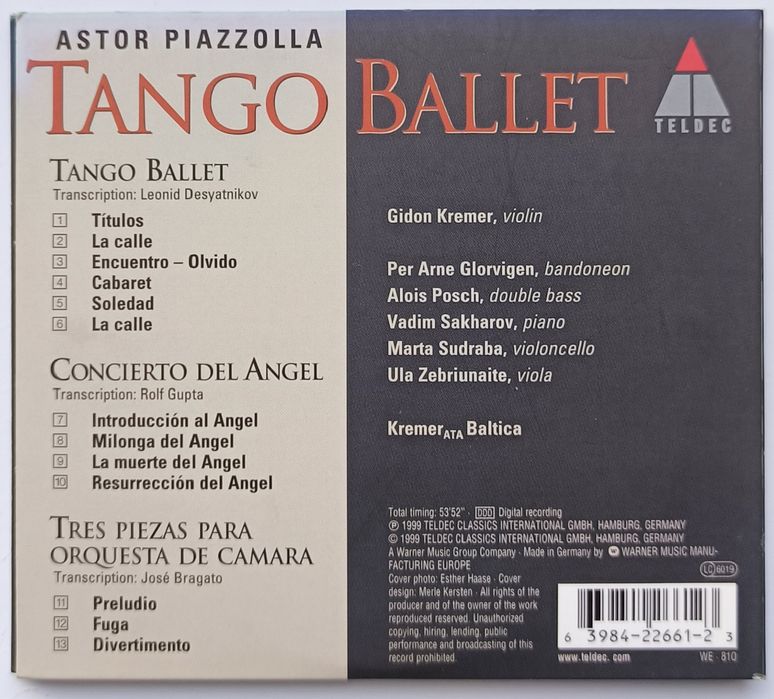 ASTOR PIAZZOLLA
TANGO BALLET
TELDEC
TANGO BALLET
Transcription: Leonid Desyatnikov
1 Títulos
2 La calle
3 Encuentro – Olvido
4 Cabaret
5 Soledad
6 La calle
CONCIERTO DEL ANGEL
Transcription: Rolf Gupta
7 Introducción al Angel
8 Milonga del Angel
9 La muerte del Angel
10 Resurrección del Angel
TRES PIEZAS PARA
ORQUESTA DE CAMARA
Transcription: José Bragato
11 Preludio
12 Fuga
13 Divertimento
Gidon Kremer, violin
Per Arne Glorvigen, bandoneon
Alois Posch, double bass
Vadim Sakharov, piano
Marta Sudraba, violoncello
Ula Zebriunaite, viola
KremerATA Baltica
Total timing: 53'52" · DDD Digital recording
℗ 1999 TELDEC CLASSICS INTERNATIONAL GMBH, HAMBURG, GERMANY
© 1999 TELDEC CLASSICS INTERNATIONAL GMBH, HAMBURG, GERMANY
A Warner Music Group Company · Made in Germany by WARNER MUSIC MANU-
FACTURING EUROPE
Cover photo: Esther Haase · Cover
design: Merle Kersten · All rights of the
producer and of the owner of the work
reproduced reserved. Unauthorized
copying, hiring, lending, public
performance and broadcasting of this
record prohibited.
LC 6019
6 3984-22661-2 3
www.teldec.com
WE · 810